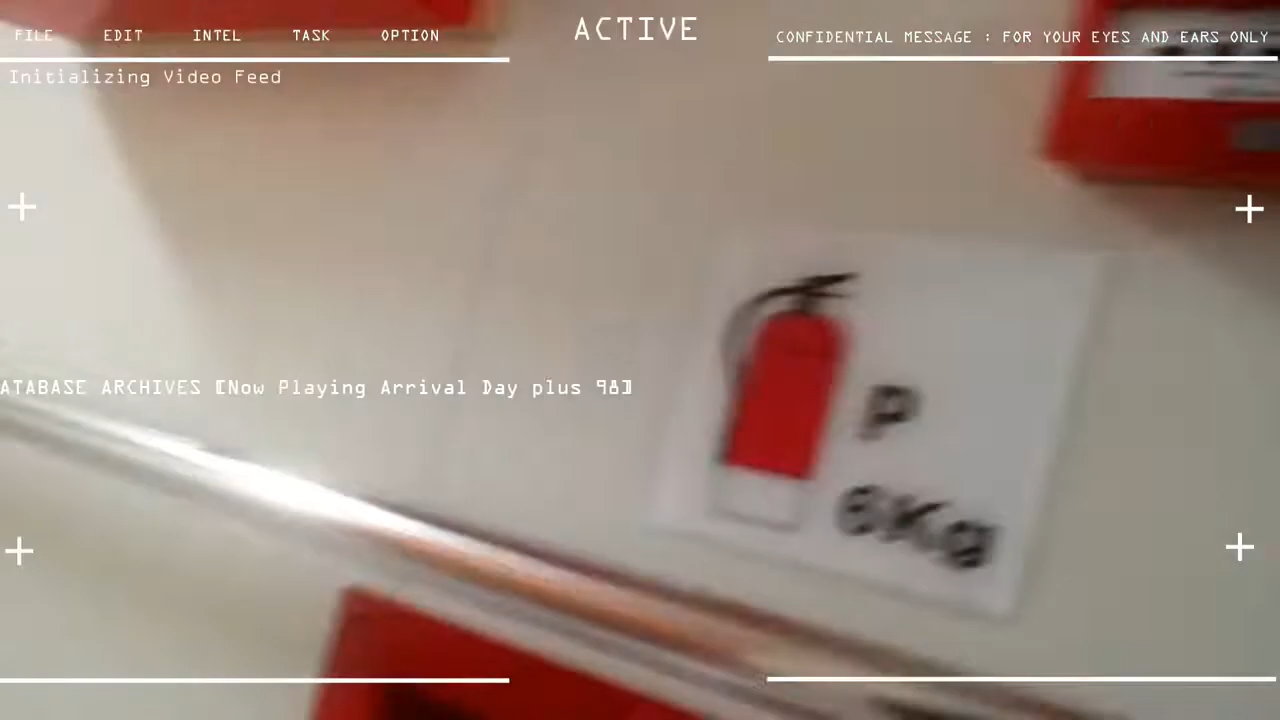 FILE EDIT INTEL TASK OPTION
ACTIVE
CONFIDENTIAL MESSAGE : FOR YOUR EYES AND EARS ONLY
Initializing Video Feed
ATABASE ARCHIVES [Now Playing Arrival Day plus 98]
P
6Kg